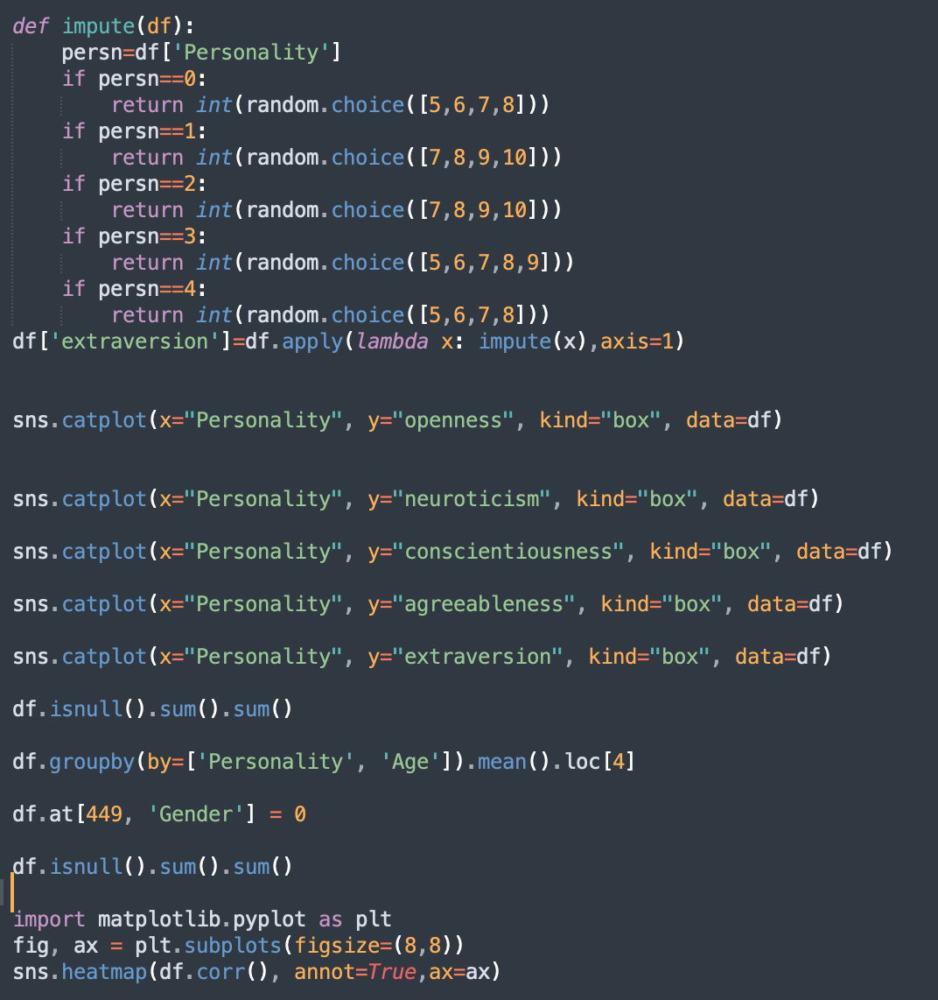 def impute(df):
    persn=df['Personality']
    if persn==0:
        return int(random.choice([5,6,7,8]))
    if persn==1:
        return int(random.choice([7,8,9,10]))
    if persn==2:
        return int(random.choice([7,8,9,10]))
    if persn==3:
        return int(random.choice([5,6,7,8,9]))
    if persn==4:
        return int(random.choice([5,6,7,8]))
df['extraversion']=df.apply(lambda x: impute(x),axis=1)
sns.catplot(x="Personality", y="openness", kind="box", data=df)
sns.catplot(x="Personality", y="neuroticism", kind="box", data=df)
sns.catplot(x="Personality", y="conscientiousness", kind="box", data=df)
sns.catplot(x="Personality", y="agreeableness", kind="box", data=df)
sns.catplot(x="Personality", y="extraversion", kind="box", data=df)
df.isnull().sum().sum()
df.groupby(by=['Personality', 'Age']).mean().loc[4]
df.at[449, 'Gender'] = 0
df.isnull().sum().sum()
import matplotlib.pyplot as plt
fig, ax = plt.subplots(figsize=(8,8))
sns.heatmap(df.corr(), annot=True,ax=ax)